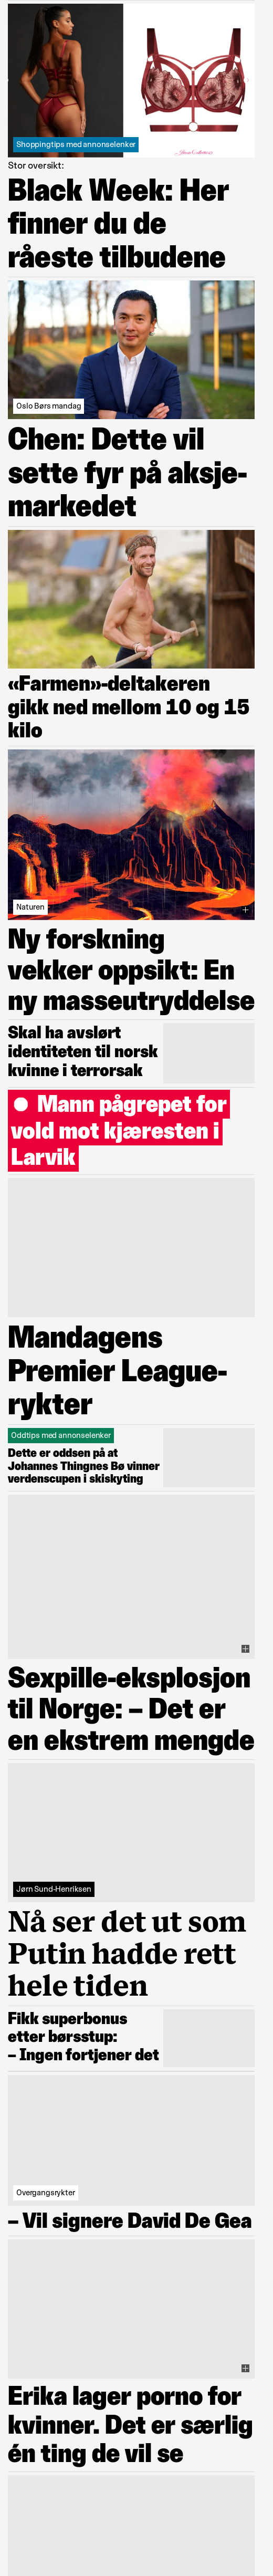 Shoppingtips med annonselenker
Stor oversikt:
Black Week: Her
finner du de
råeste tilbudene
Oslo Børs mandag
Chen: Dette vil
sette fyr på aksje-
markedet
«Farmen»-deltakeren
gikk ned mellom 10 og 15
kilo
Naturen
Ny forskning
vekker oppsikt: En
ny masseutryddelse
Skal ha avslørt
identiteten til norsk
kvinne i terrorsak
Mann pågrepet for
vold mot kjæresten i
Larvik
Mandagens
Premier League-
rykter
Oddtips med annonselenker
Dette er oddsen på at
Johannes Thingnes Bø vinner
verdenscupen i skiskyting
Sexpille-eksplosjon
til Norge: – Det er
en ekstrem mengde
Jørn Sund-Henriksen
Nå ser det ut som
Putin hadde rett
hele tiden
Fikk superbonus
etter børsstup:
– Ingen fortjener det
Overgangsrykter
– Vil signere David De Gea
Erika lager porno for
kvinner. Det er særlig
én ting de vil se